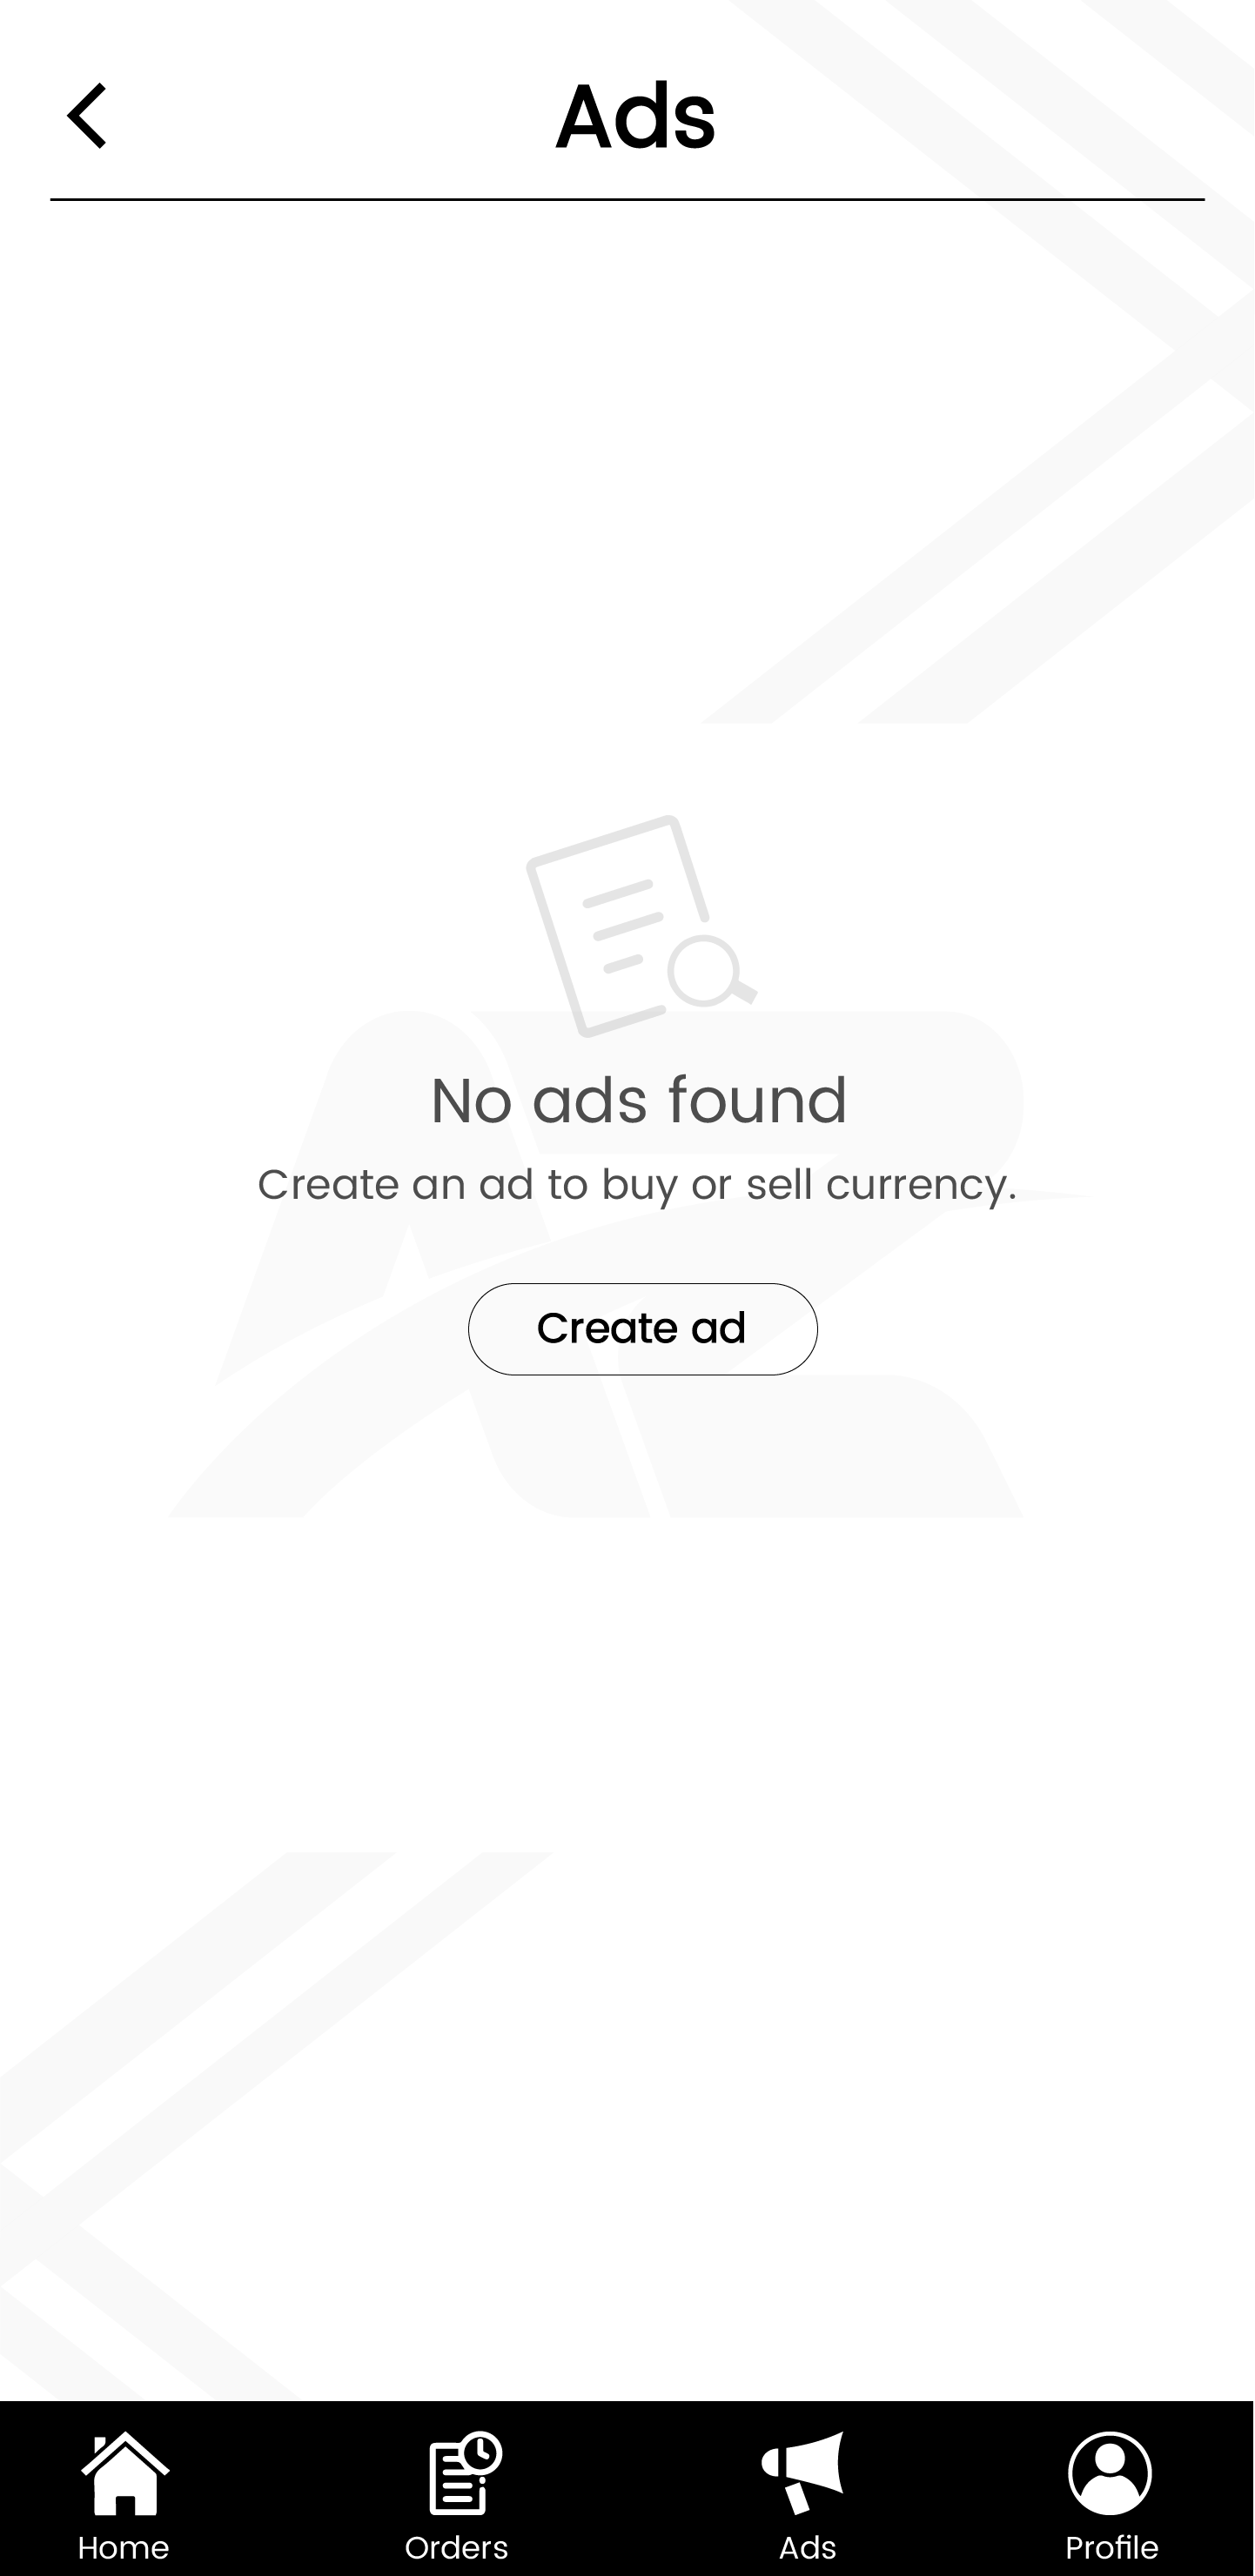 Ads
No ads found
Create an ad to buy or sell currency.
Create ad
Home
Orders
Ads
Profile